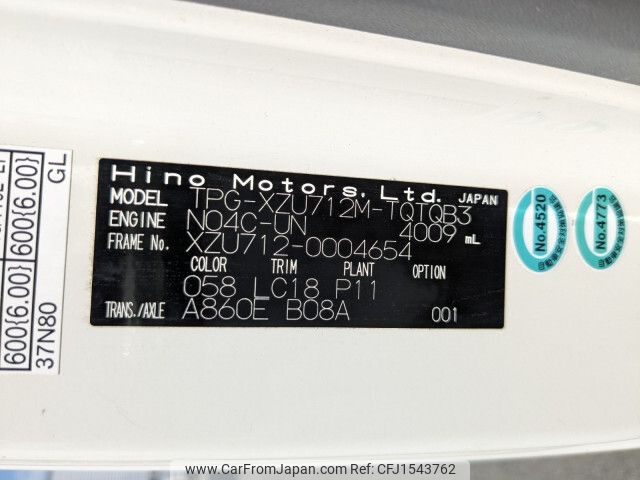 Hino Motors, Ltd. JAPAN
MODEL TPG-XZU712M-TQTQB3
ENGINE N04C-UN 4009 mL
FRAME No. XZU712-0004654
COLOR TRIM PLANT OPTION
058 LC18 P11
TRANS./AXLE A860E B08A 001
600{6.00} 600{6.00}
37N80 GL
No.4520
No.4773
www.CarFromJapan.com - CFJ1543762